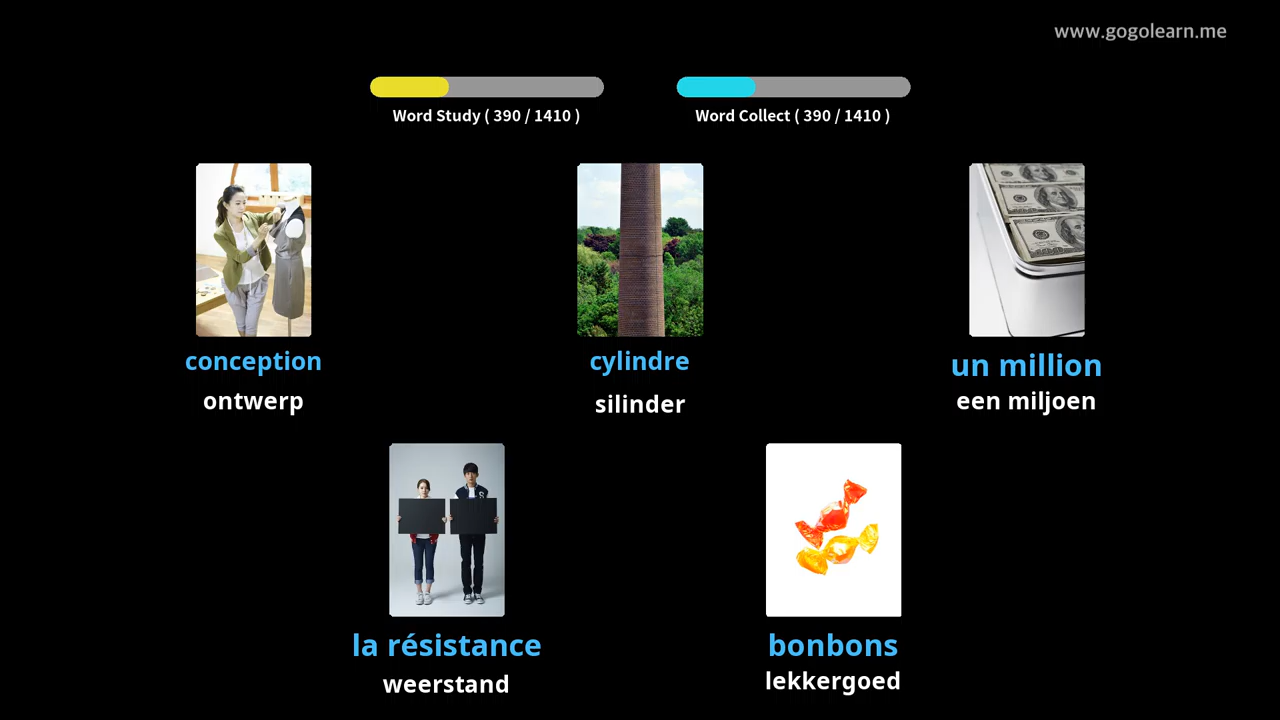 www.gogolearn.me
Word Study ( 390 / 1410 )
Word Collect ( 390 / 1410 )
conception
ontwerp
cylindre
silinder
un million
een miljoen
la résistance
weerstand
bonbons
lekkergoed